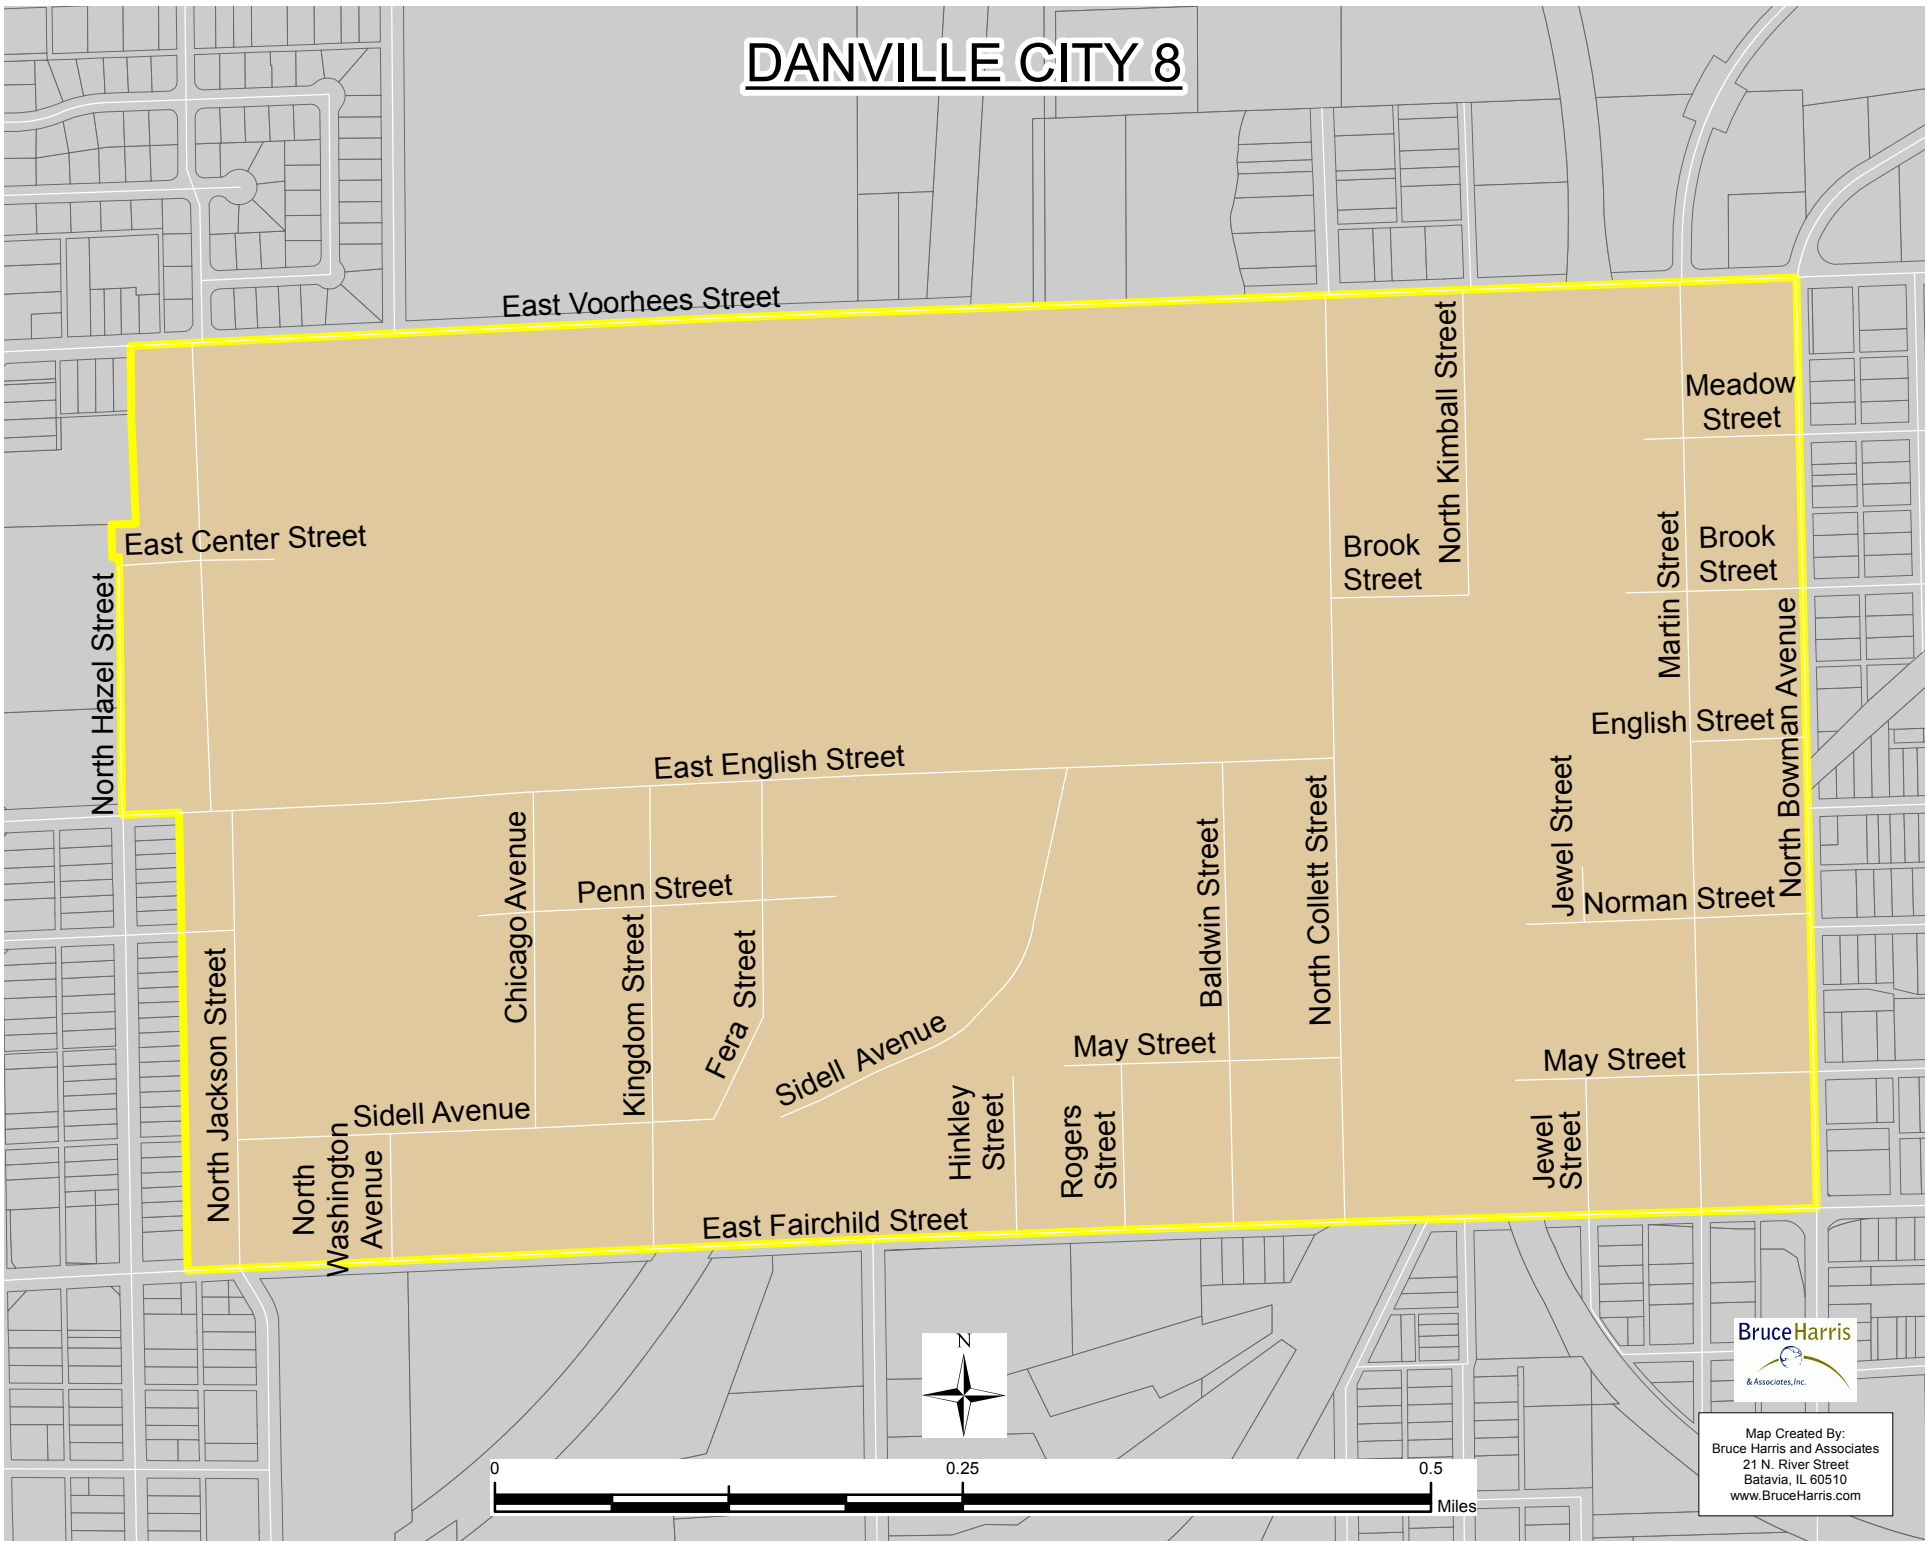 DANVILLE CITY 8
East Voorhees Street
North Kimball Street
Meadow
Street
East Center Street
Brook
Street
Martin Street
Brook
Street
North Hazel Street
North Bowman Avenue
English Street
East English Street
Jewel Street
Chicago Avenue
Baldwin Street
North Collett Street
Penn Street
Norman Street
Kingdom Street
Fera Street
North Jackson Street
Sidell Avenue
May Street
May Street
Sidell Avenue
Hinkley
Street
Rogers
Street
Jewel
Street
North
Washington
Avenue
East Fairchild Street
N
0
0.25
0.5
Miles
BruceHarris
& Associates, Inc.
Map Created By:
Bruce Harris and Associates
21 N. River Street
Batavia, IL 60510
www.BruceHarris.com